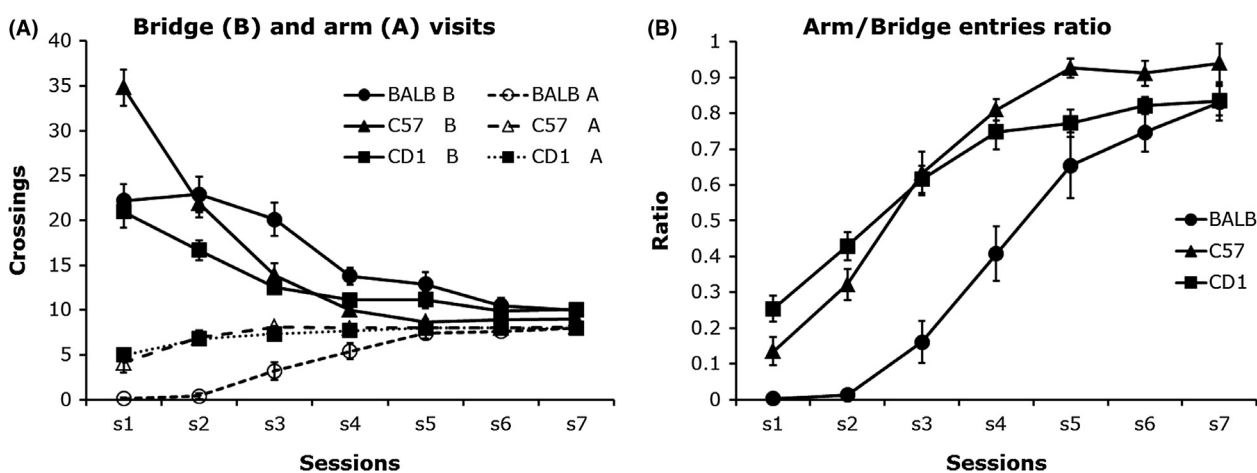 (A)
Bridge (B) and arm (A) visits
40
35
30
25
20
15
10
5
0
Crossings
BALB B
BALB A
C57 B
C57 A
CD1 B
CD1 A
s1 s2 s3 s4 s5 s6 s7
Sessions
(B)
Arm/Bridge entries ratio
1
0.9
0.8
0.7
0.6
0.5
0.4
0.3
0.2
0.1
0
Ratio
BALB
C57
CD1
s1 s2 s3 s4 s5 s6 s7
Sessions